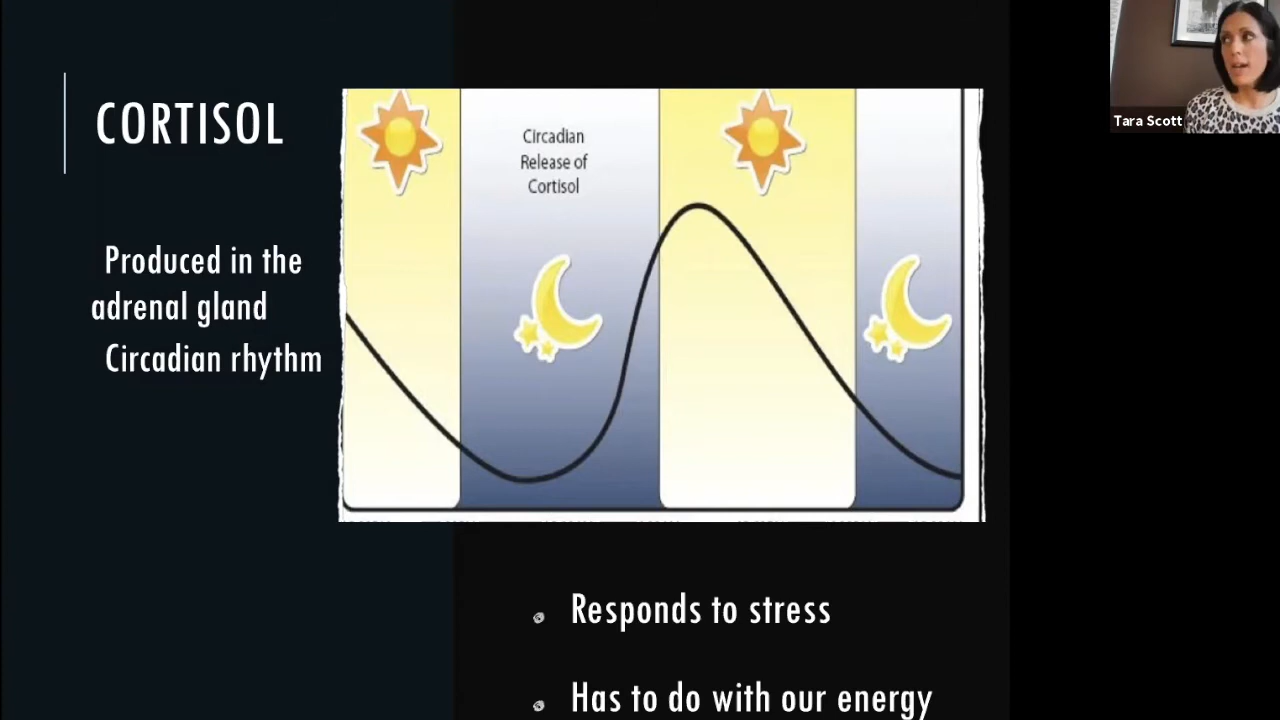 CORTISOL
Produced in the
adrenal gland
Circadian rhythm
Circadian
Release of
Cortisol
Responds to stress
Has to do with our energy
Tara Scott